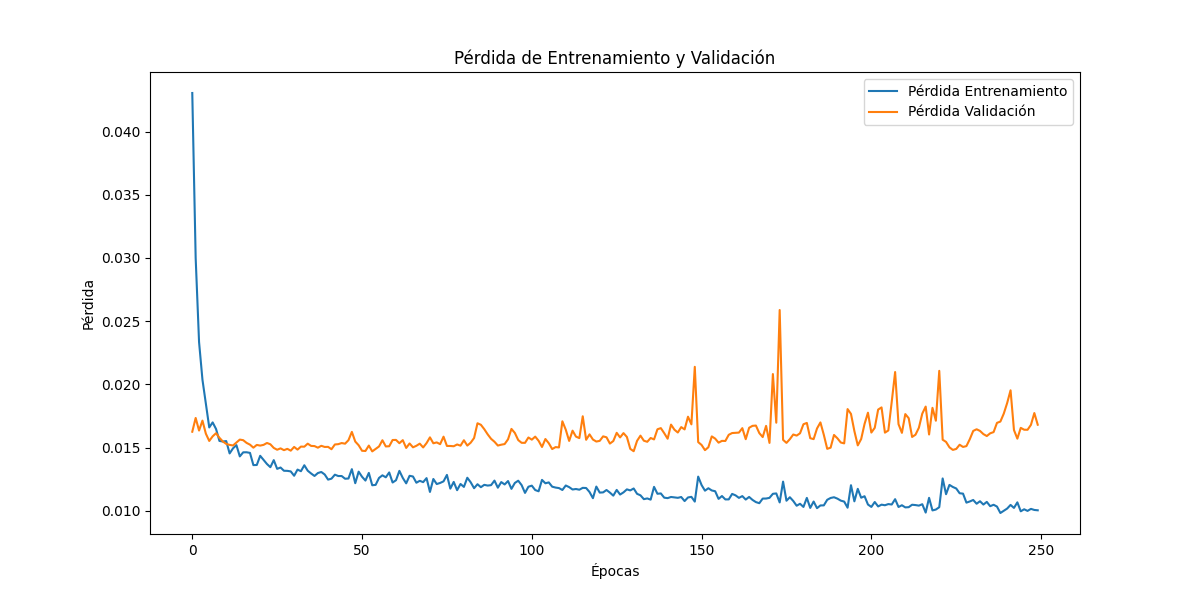 Pérdida de Entrenamiento y Validación
Pérdida Entrenamiento
Pérdida Validación
0.040
0.035
0.030
0.025
0.020
0.015
0.010
Pérdida
0
50
100
150
200
250
Épocas